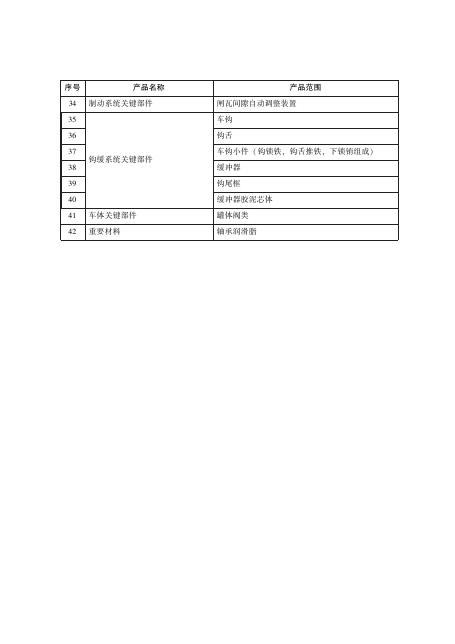 序号 产品名称 产品范围
34 制动系统关键部件 闸瓦间隙自动调整装置
35 车钩
36 钩舌
37 车钩小件（钩锁铁、钩舌推铁、下锁销组成）
钩缓系统关键部件
38 缓冲器
39 钩尾框
40 缓冲器胶泥芯体
41 车体关键部件 罐体阀类
42 重要材料 轴承润滑脂